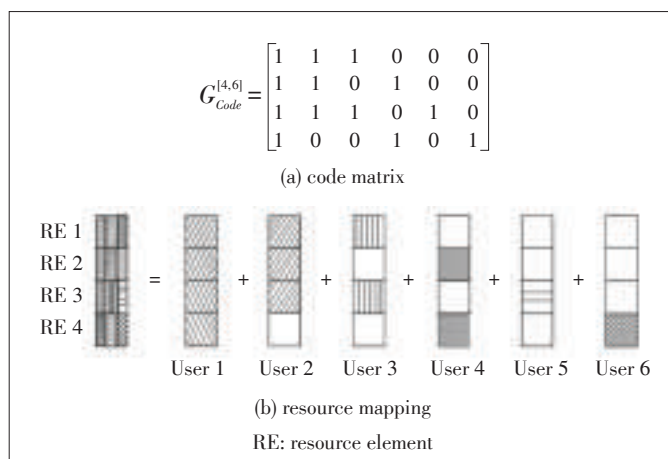 1 1 1 0 0 0
1 1 0 1 0 0
G_{Code}^{[4,6]} =
1 1 1 0 1 0
1 0 0 1 0 1
(a) code matrix
RE 1
RE 2
RE 3 = + + + + +
RE 4
User 1 User 2 User 3 User 4 User 5 User 6
(b) resource mapping
RE: resource element